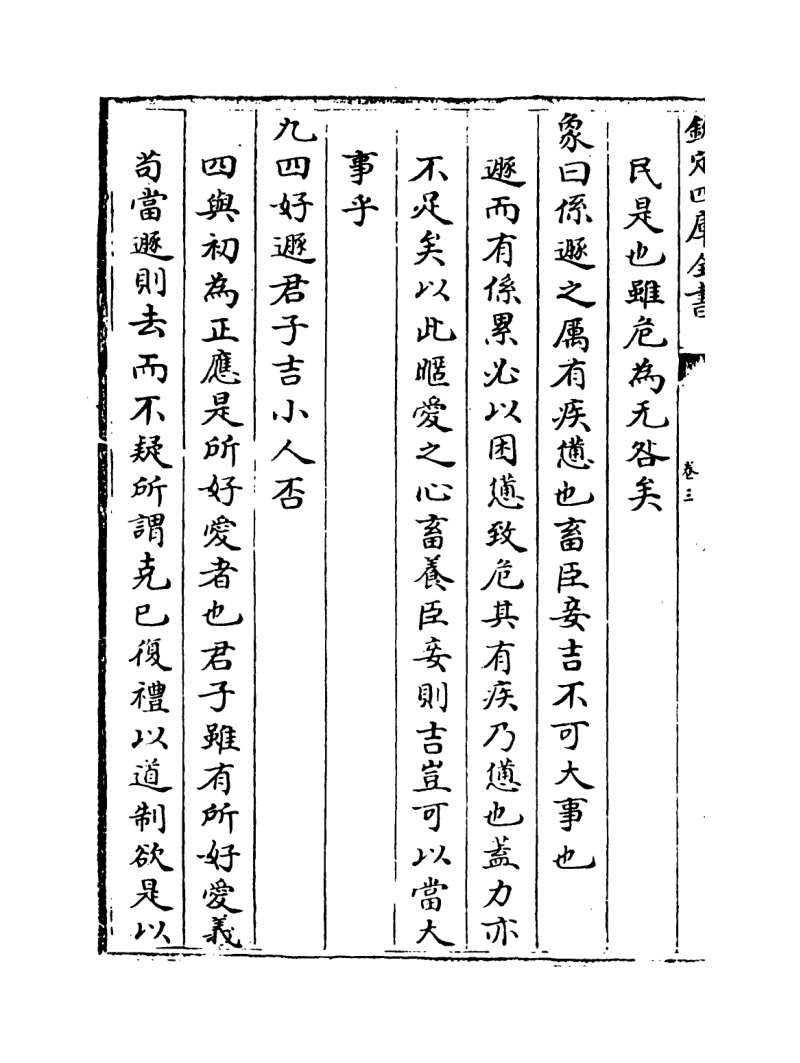 欽定四庫全書
卷三
民是也雖危為无咎矣
象曰係遯之厲有疾憊也畜臣妾吉不可大事也
遯而有係累必以困憊致危其有疾乃憊也葢力亦
不足矣以此暱愛之心畜養臣妾則吉豈可以當大
事乎
九四好遯君子吉小人否
四與初為正應是所好愛者也君子雖有所好愛義
苟當遯則去而不疑所謂克已復禮以道制欲是以